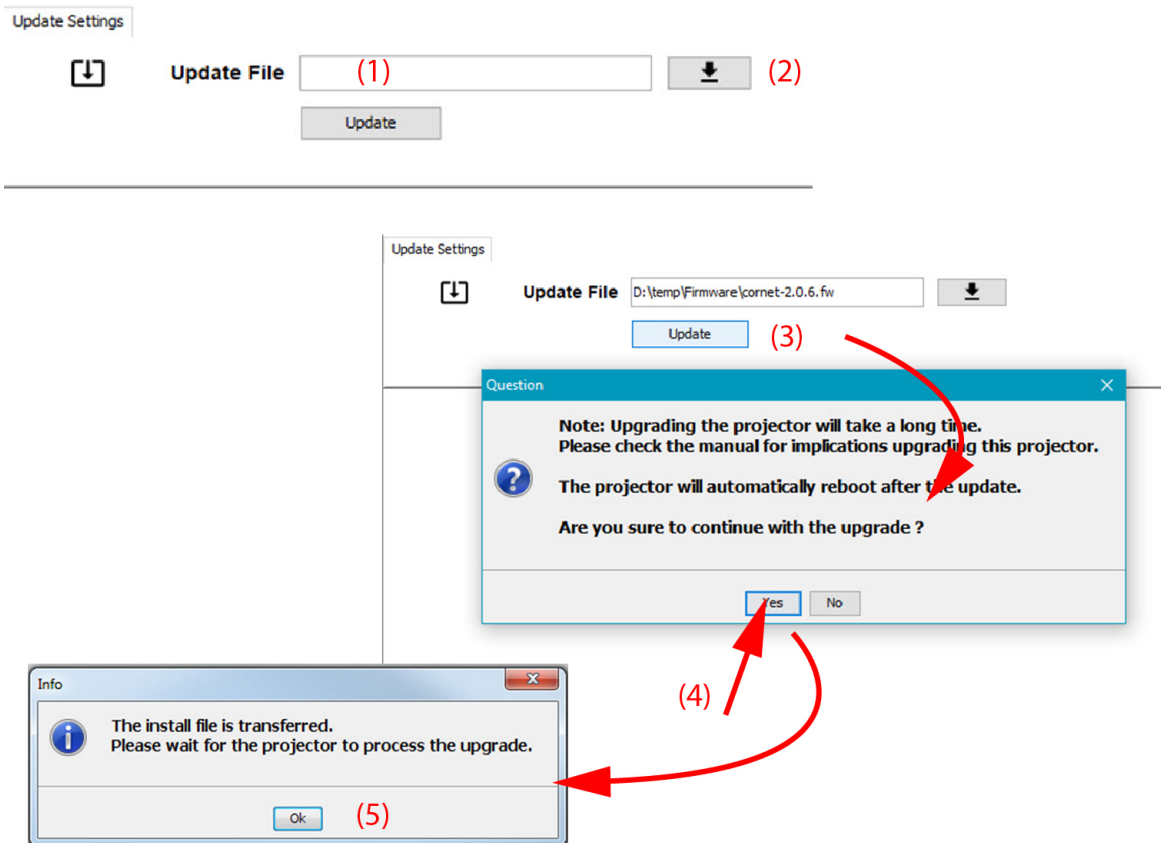 Update Settings
Update File (1) (2)
Update
Update Settings
Update File D:\temp\Firmware\cornet-2.0.6.fw
Update (3)
Question
Note: Upgrading the projector will take a long time.
Please check the manual for implications upgrading this projector.
The projector will automatically reboot after the update.
Are you sure to continue with the upgrade ?
Yes No
(4)
Info
The install file is transferred.
Please wait for the projector to process the upgrade.
Ok (5)